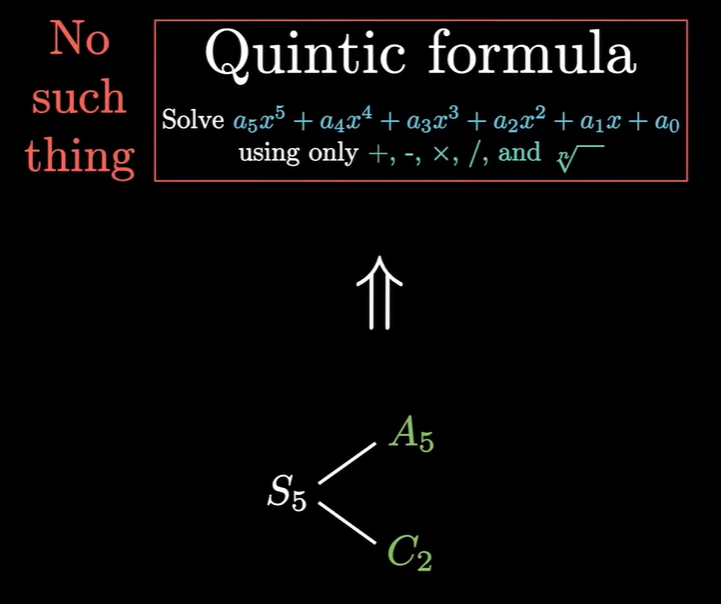 No
such
thing
Quintic formula
Solve a₅x⁵ + a₄x⁴ + a₃x³ + a₂x² + a₁x + a₀
using only +, -, ×, /, and ⁿ√
⇑
A₅
S₅
C₂